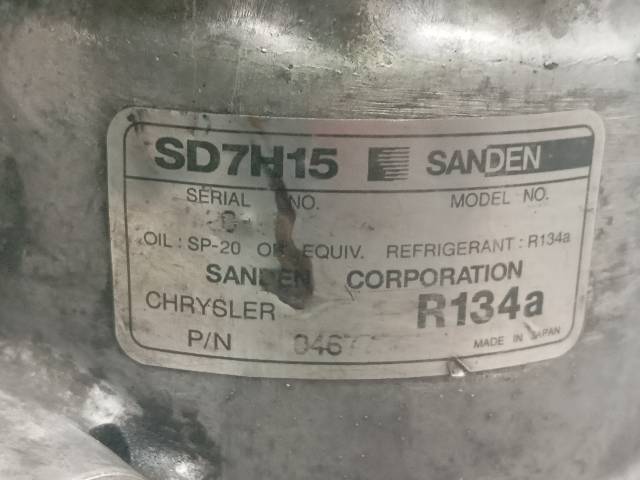 SD7H15 SANDEN
SERIAL NO. MODEL NO.
OIL : SP-20 OR EQUIV. REFRIGERANT : R134a
SANDEN CORPORATION
CHRYSLER R134a
P/N 0467
MADE IN JAPAN